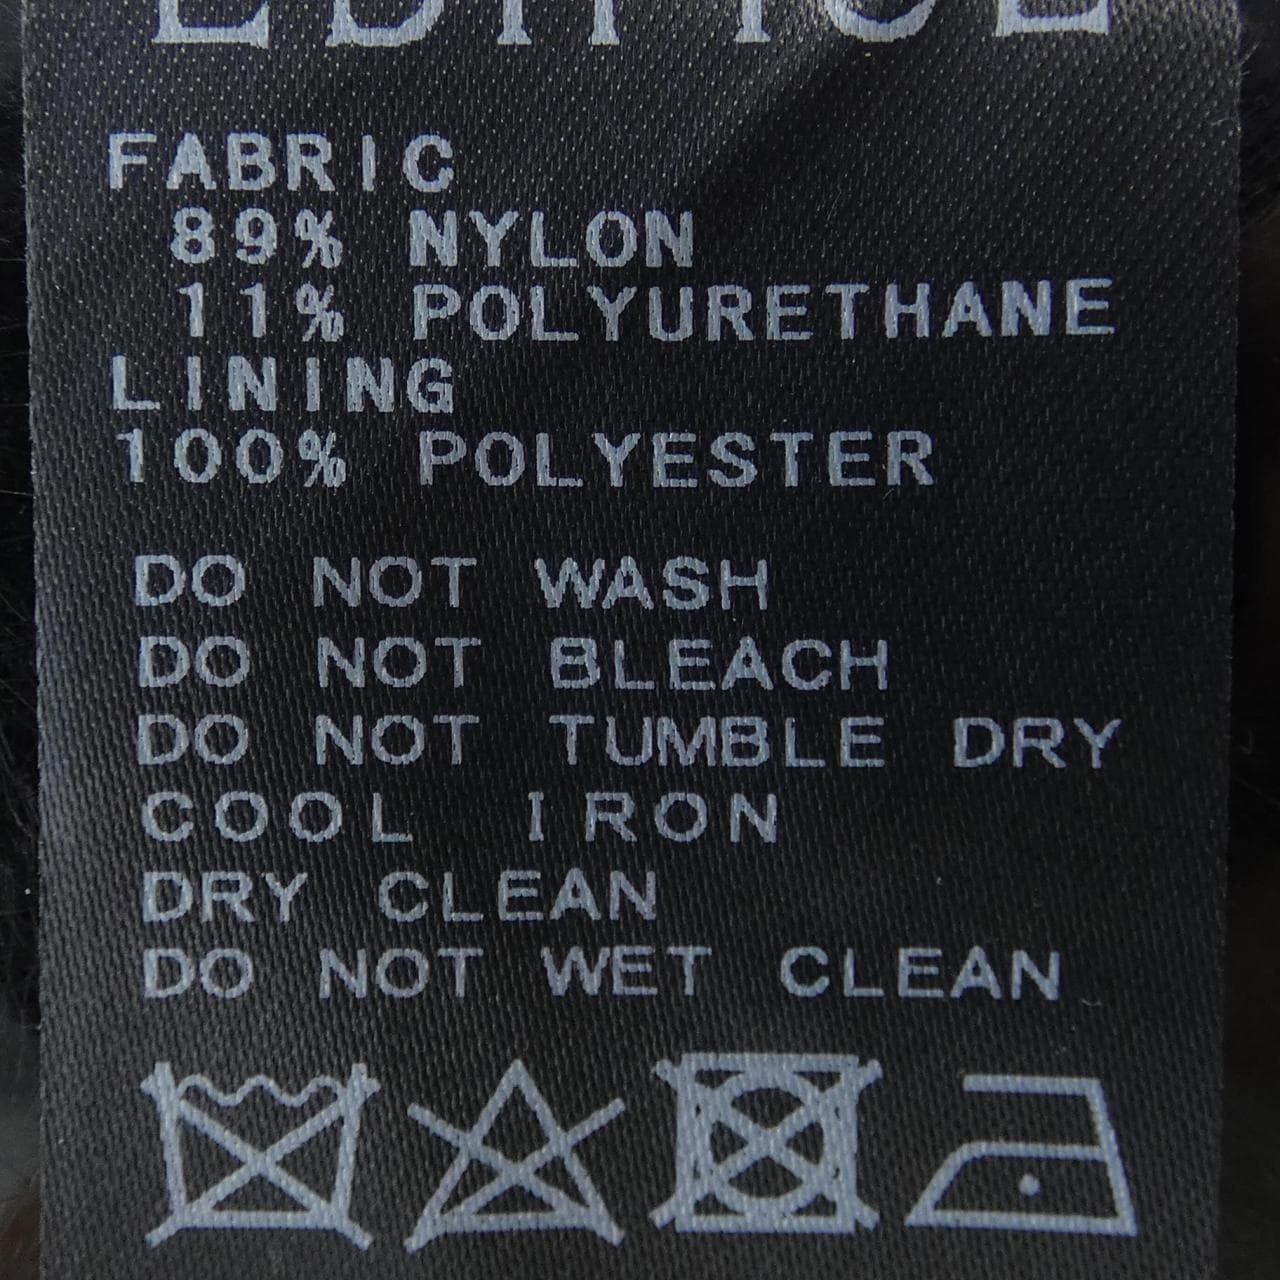 EDIFICE
FABRIC
89% NYLON
11% POLYURETHANE
LINING
100% POLYESTER
DO NOT WASH
DO NOT BLEACH
DO NOT TUMBLE DRY
COOL IRON
DRY CLEAN
DO NOT WET CLEAN